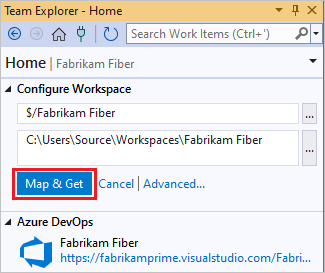 Team Explorer - Home
Search Work Items (Ctrl+')
Home | Fabrikam Fiber
Configure Workspace
$/Fabrikam Fiber
...
C:\Users\Source\Workspaces\Fabrikam Fiber
...
Map & Get Cancel | Advanced...
Azure DevOps
Fabrikam Fiber
https://fabrikamprime.visualstudio.com/Fabri...